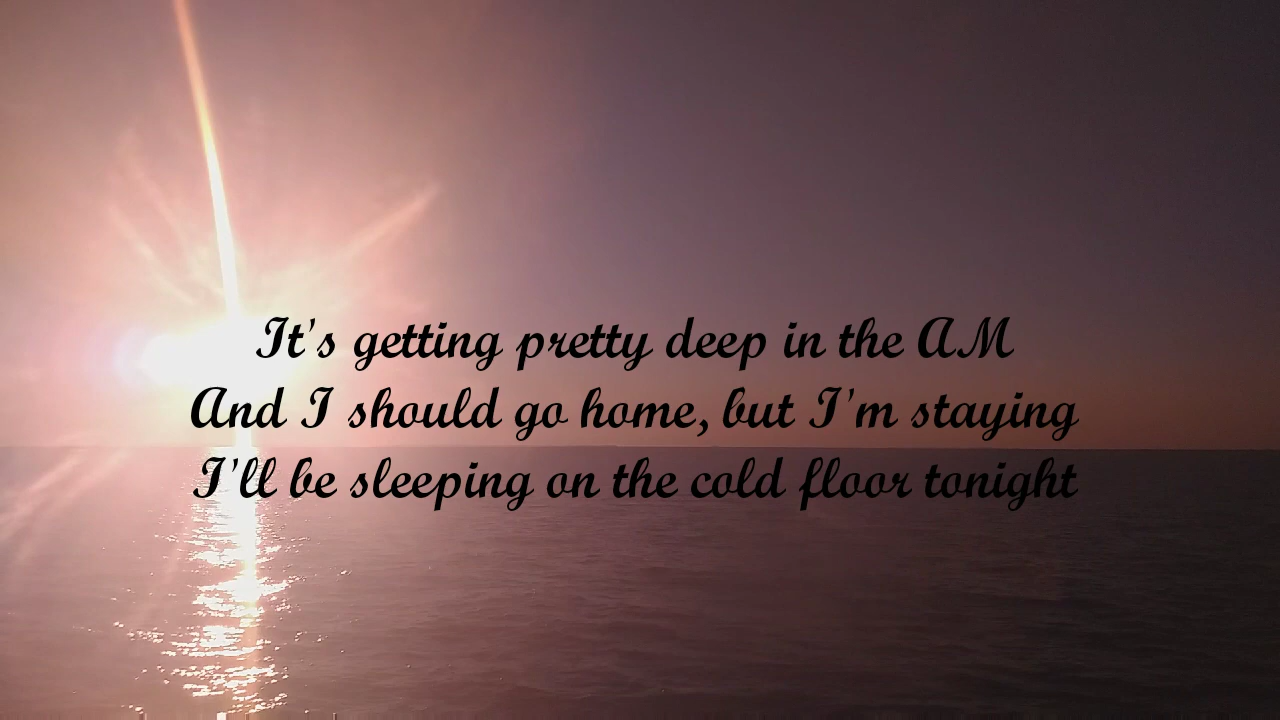 It's getting pretty deep in the AM
And I should go home, but I'm staying
I'll be sleeping on the cold floor tonight